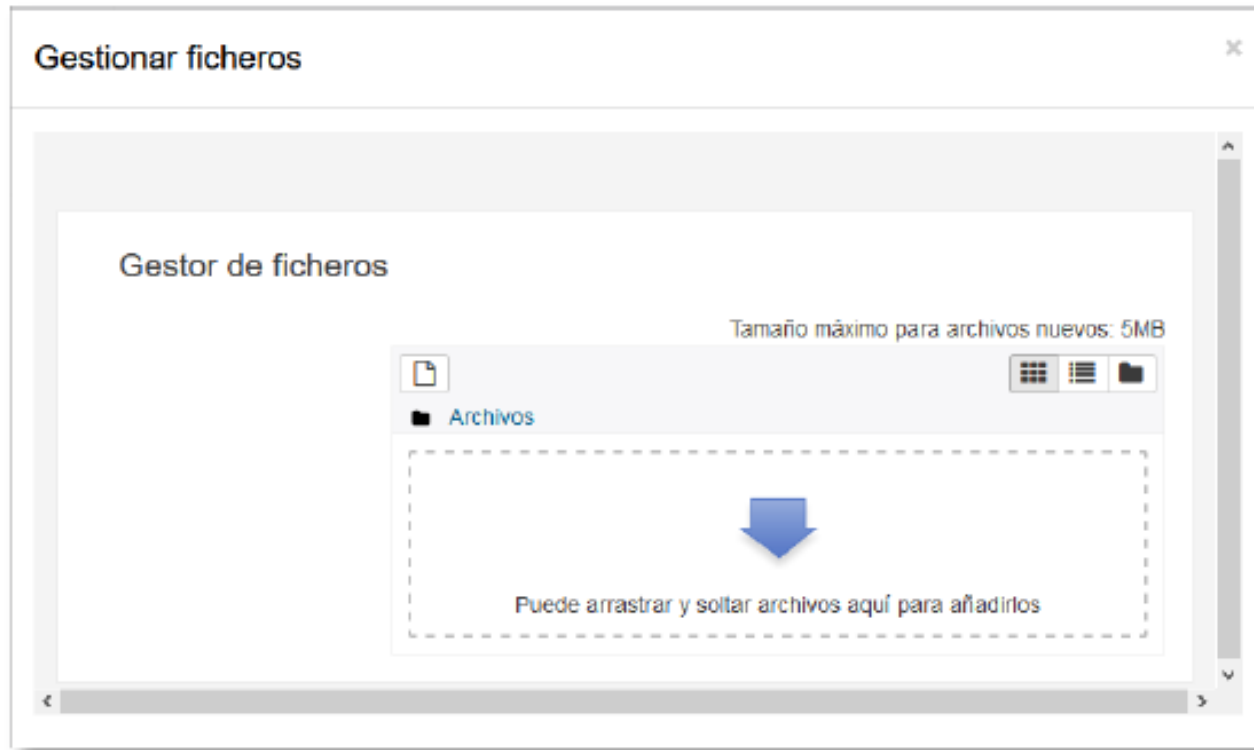 Gestionar ficheros
Gestor de ficheros
Tamaño máximo para archivos nuevos: 5MB
Archivos
Puede arrastrar y soltar archivos aquí para añadirlos